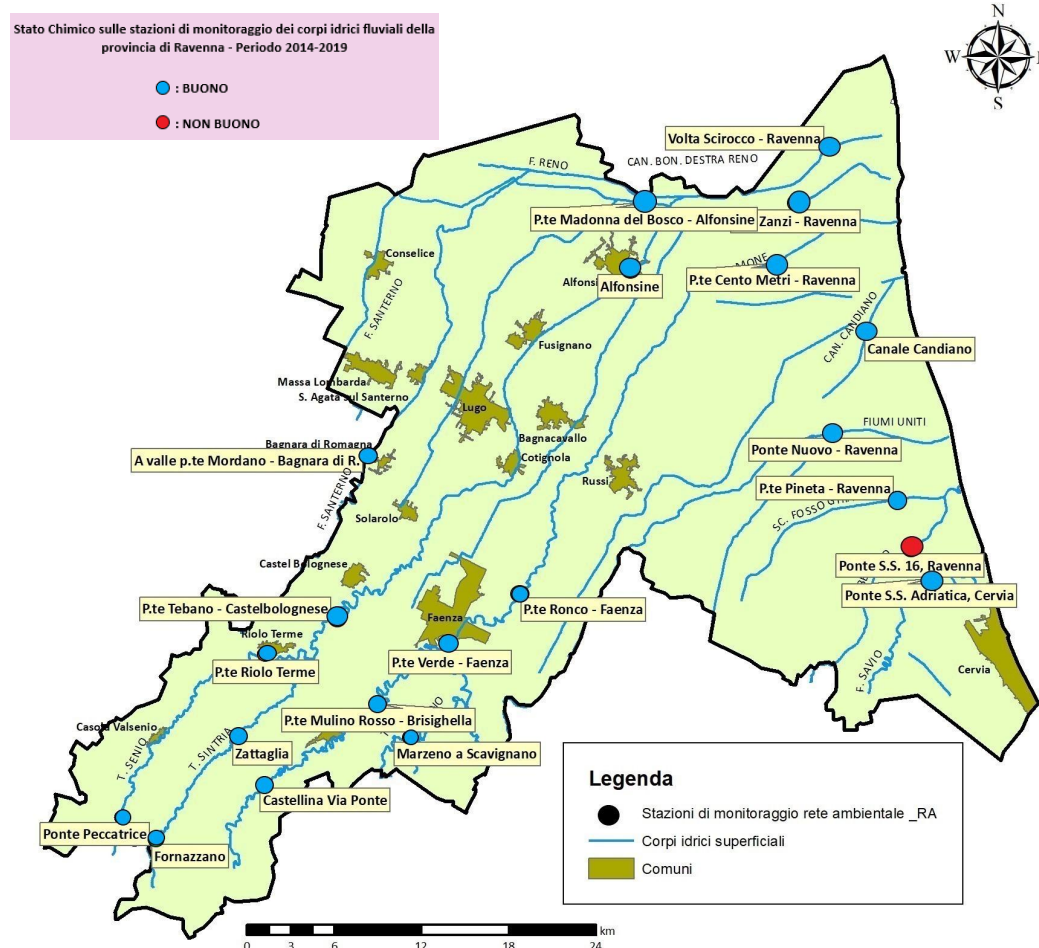 Stato Chimico sulle stazioni di monitoraggio dei corpi idrici fluviali della
provincia di Ravenna - Periodo 2014-2019
: BUONO
: NON BUONO
N
W
S
Volta Scirocco - Ravenna
F. RENO
CAN. BON. DESTRA RENO
P.te Madonna del Bosco - Alfonsine
Zanzi - Ravenna
Conselice
Alfonsi
Alfonsine
MONE
P.te Cento Metri - Ravenna
F. SANTERNO
CAN. CANDIANO
Canale Candiano
Fusignano
Massa Lombarda
S. Agata sul Santerno
Lugo
Bagnacavallo
FIUMI UNITI
Ponte Nuovo - Ravenna
Bagnara di Romagna
A valle p.te Mordano - Bagnara di R.
Cotignola
Russi
P.te Pineta - Ravenna
SC. FOSSO
F. SANTERNO
Solarolo
Ponte S.S. 16, Ravenna
Castel Bolognese
Ponte S.S. Adriatica, Cervia
P.te Tebano - Castelbolognese
Faenza
P.te Ronco - Faenza
Riolo Terme
P.te Riolo Terme
P.te Verde - Faenza
F. SAVIO
Cervia
P.te Mulino Rosso - Brisighella
Casola Valsenio
T. SENIO
T. SINTRIA
Zattaglia
Marzeno a Scavignano
Castellina Via Ponte
Ponte Peccatrice
Fornazzano
Legenda
Stazioni di monitoraggio rete ambientale _RA
Corpi idrici superficiali
Comuni
0 3 6 12 18 24 km